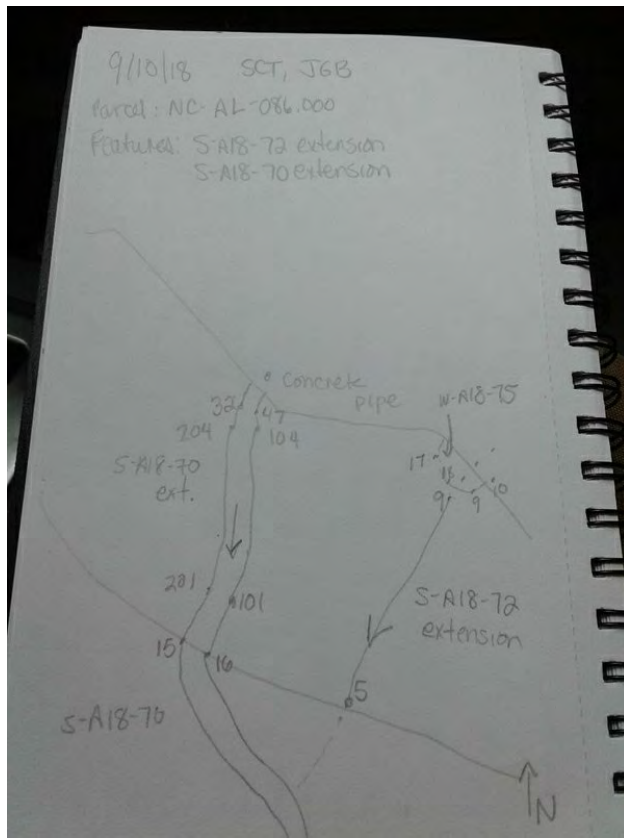 9/10/18 SCT, JGB
Parcel: NC-AL-086.000
Features: S-A18-72 extension
S-A18-70 extension
Concrete
pipe
W-A18-75
32
47
204
104
17
18
10
9
9
S-A18-70
ext.
201
101
S-A18-72
extension
15
16
5
S-A18-70
N